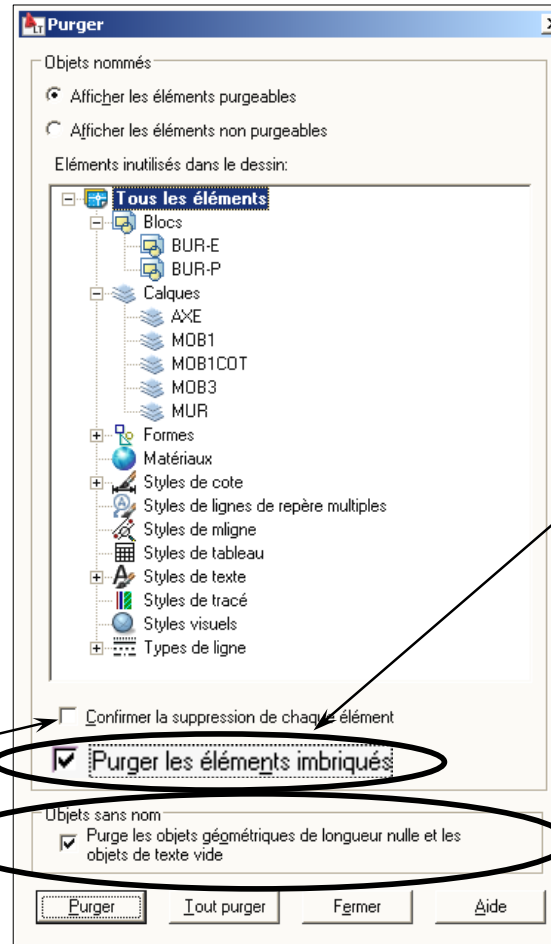 Purger
Objets nommés
Afficher les éléments purgeables
Afficher les éléments non purgeables
Eléments inutilisés dans le dessin:
Tous les éléments
Blocs
BUR-E
BUR-P
Calques
AXE
MOB1
MOB1COT
MOB3
MUR
Formes
Matériaux
Styles de cote
Styles de lignes de repère multiples
Styles de mligne
Styles de tableau
Styles de texte
Styles de tracé
Styles visuels
Types de ligne
Confirmer la suppression de chaque élément
Purger les éléments imbriqués
Objets sans nom
Purge les objets géométriques de longueur nulle et les
objets de texte vide
Purger Tout purger Fermer Aide